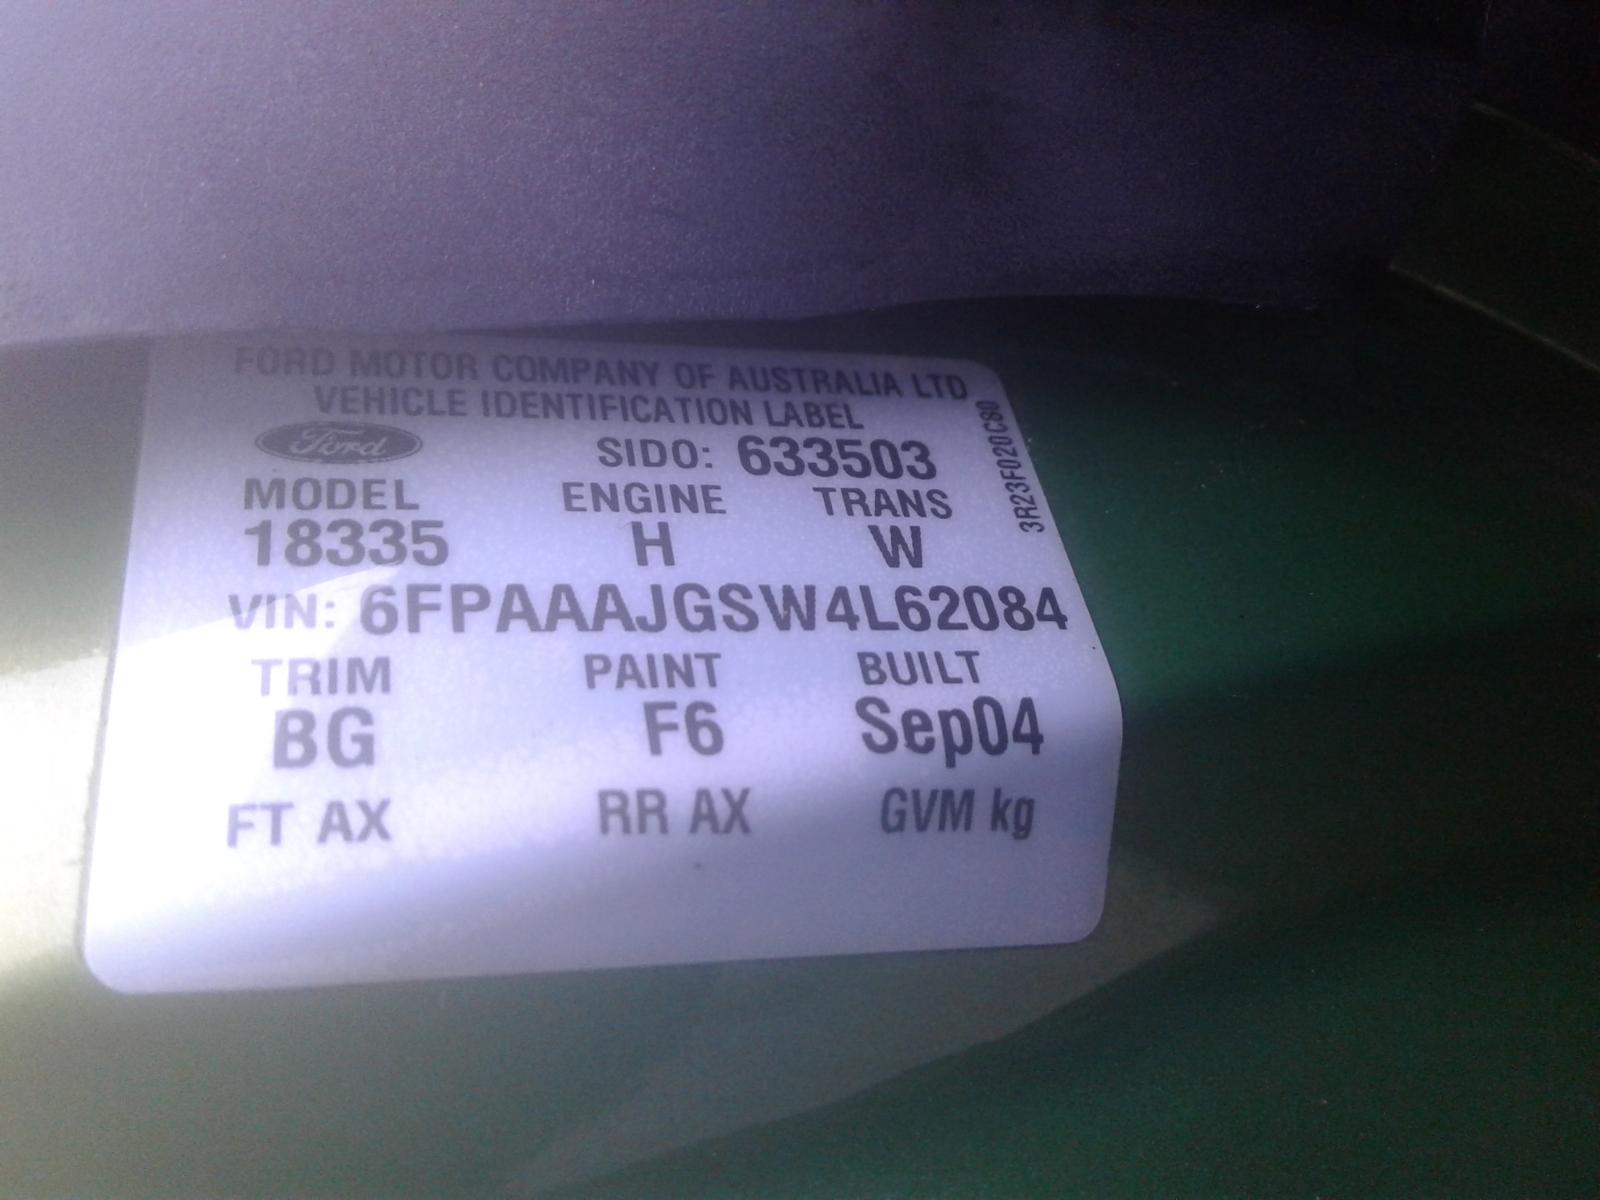 FORD MOTOR COMPANY OF AUSTRALIA LTD
VEHICLE IDENTIFICATION LABEL
Ford SIDO: 633503
MODEL ENGINE TRANS
18335 H W
VIN: 6FPAAAJGSW4L62084
TRIM PAINT BUILT
BG F6 Sep04
FT AX RR AX GVM kg
3R23F020C80